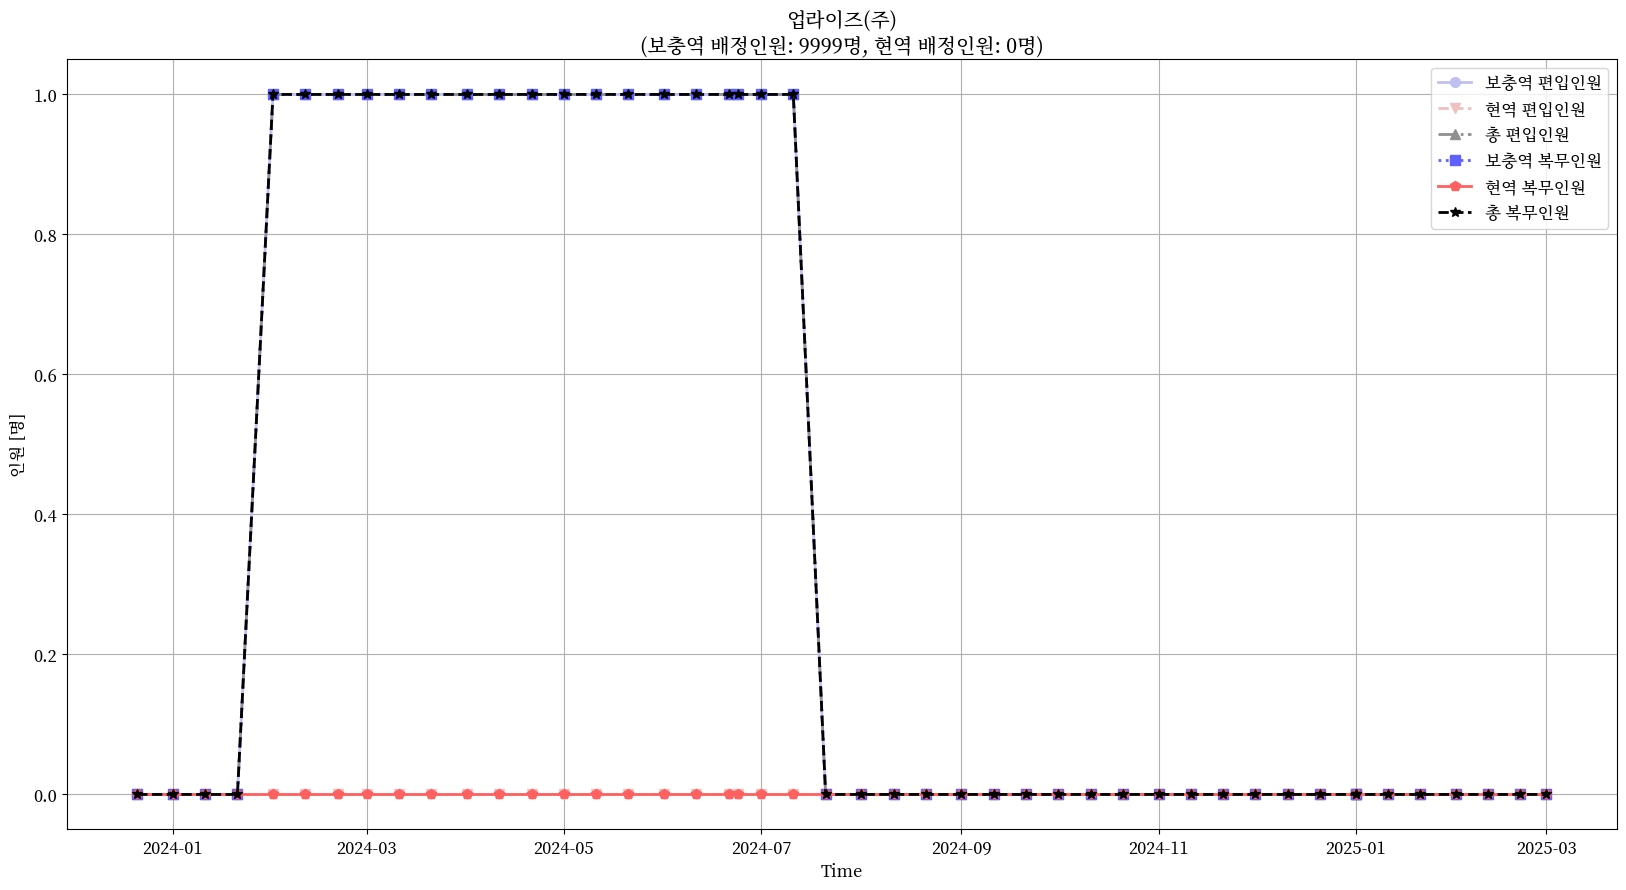 업라이즈(주)
(보충역 배정인원: 9999명, 현역 배정인원: 0명)
보충역 편입인원
현역 편입인원
총 편입인원
보충역 복무인원
현역 복무인원
총 복무인원
인원 [명]
1.0
0.8
0.6
0.4
0.2
0.0
2024-01
2024-03
2024-05
2024-07
2024-09
2024-11
2025-01
2025-03
Time